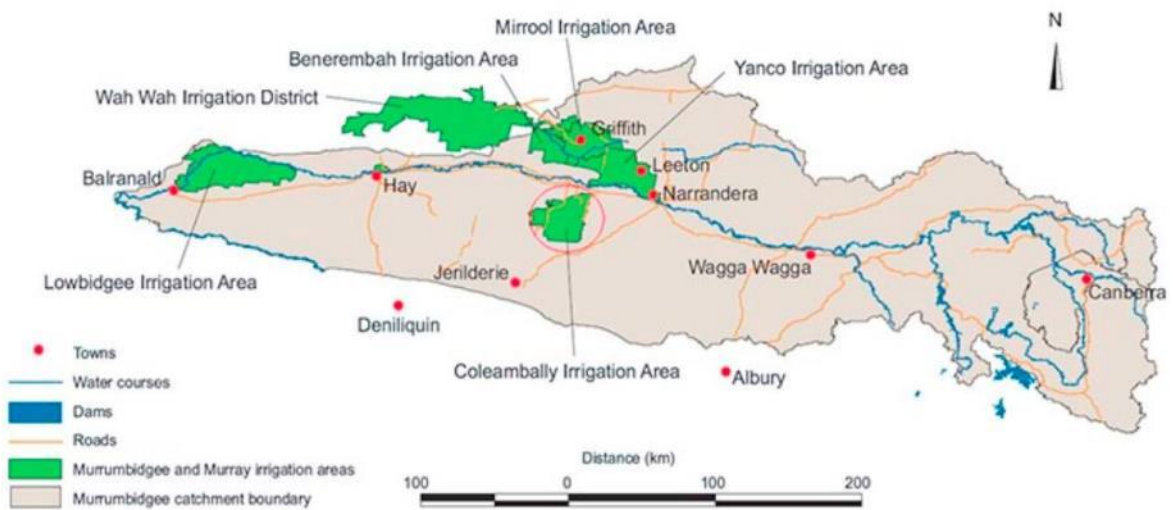 Mirrool Irrigation Area
N
Benerembah Irrigation Area
Yanco Irrigation Area
Wah Wah Irrigation District
Griffith
Leeton
Balranald
Hay
Narrandera
Wagga Wagga
Lowbidgee Irrigation Area
Jerilderie
Canberra
Deniliquin
Coleambally Irrigation Area
Albury
Towns
Water courses
Dams
Roads
Murrumbidgee and Murray irrigation areas
Murrumbidgee catchment boundary
Distance (km)
100 0 100 200